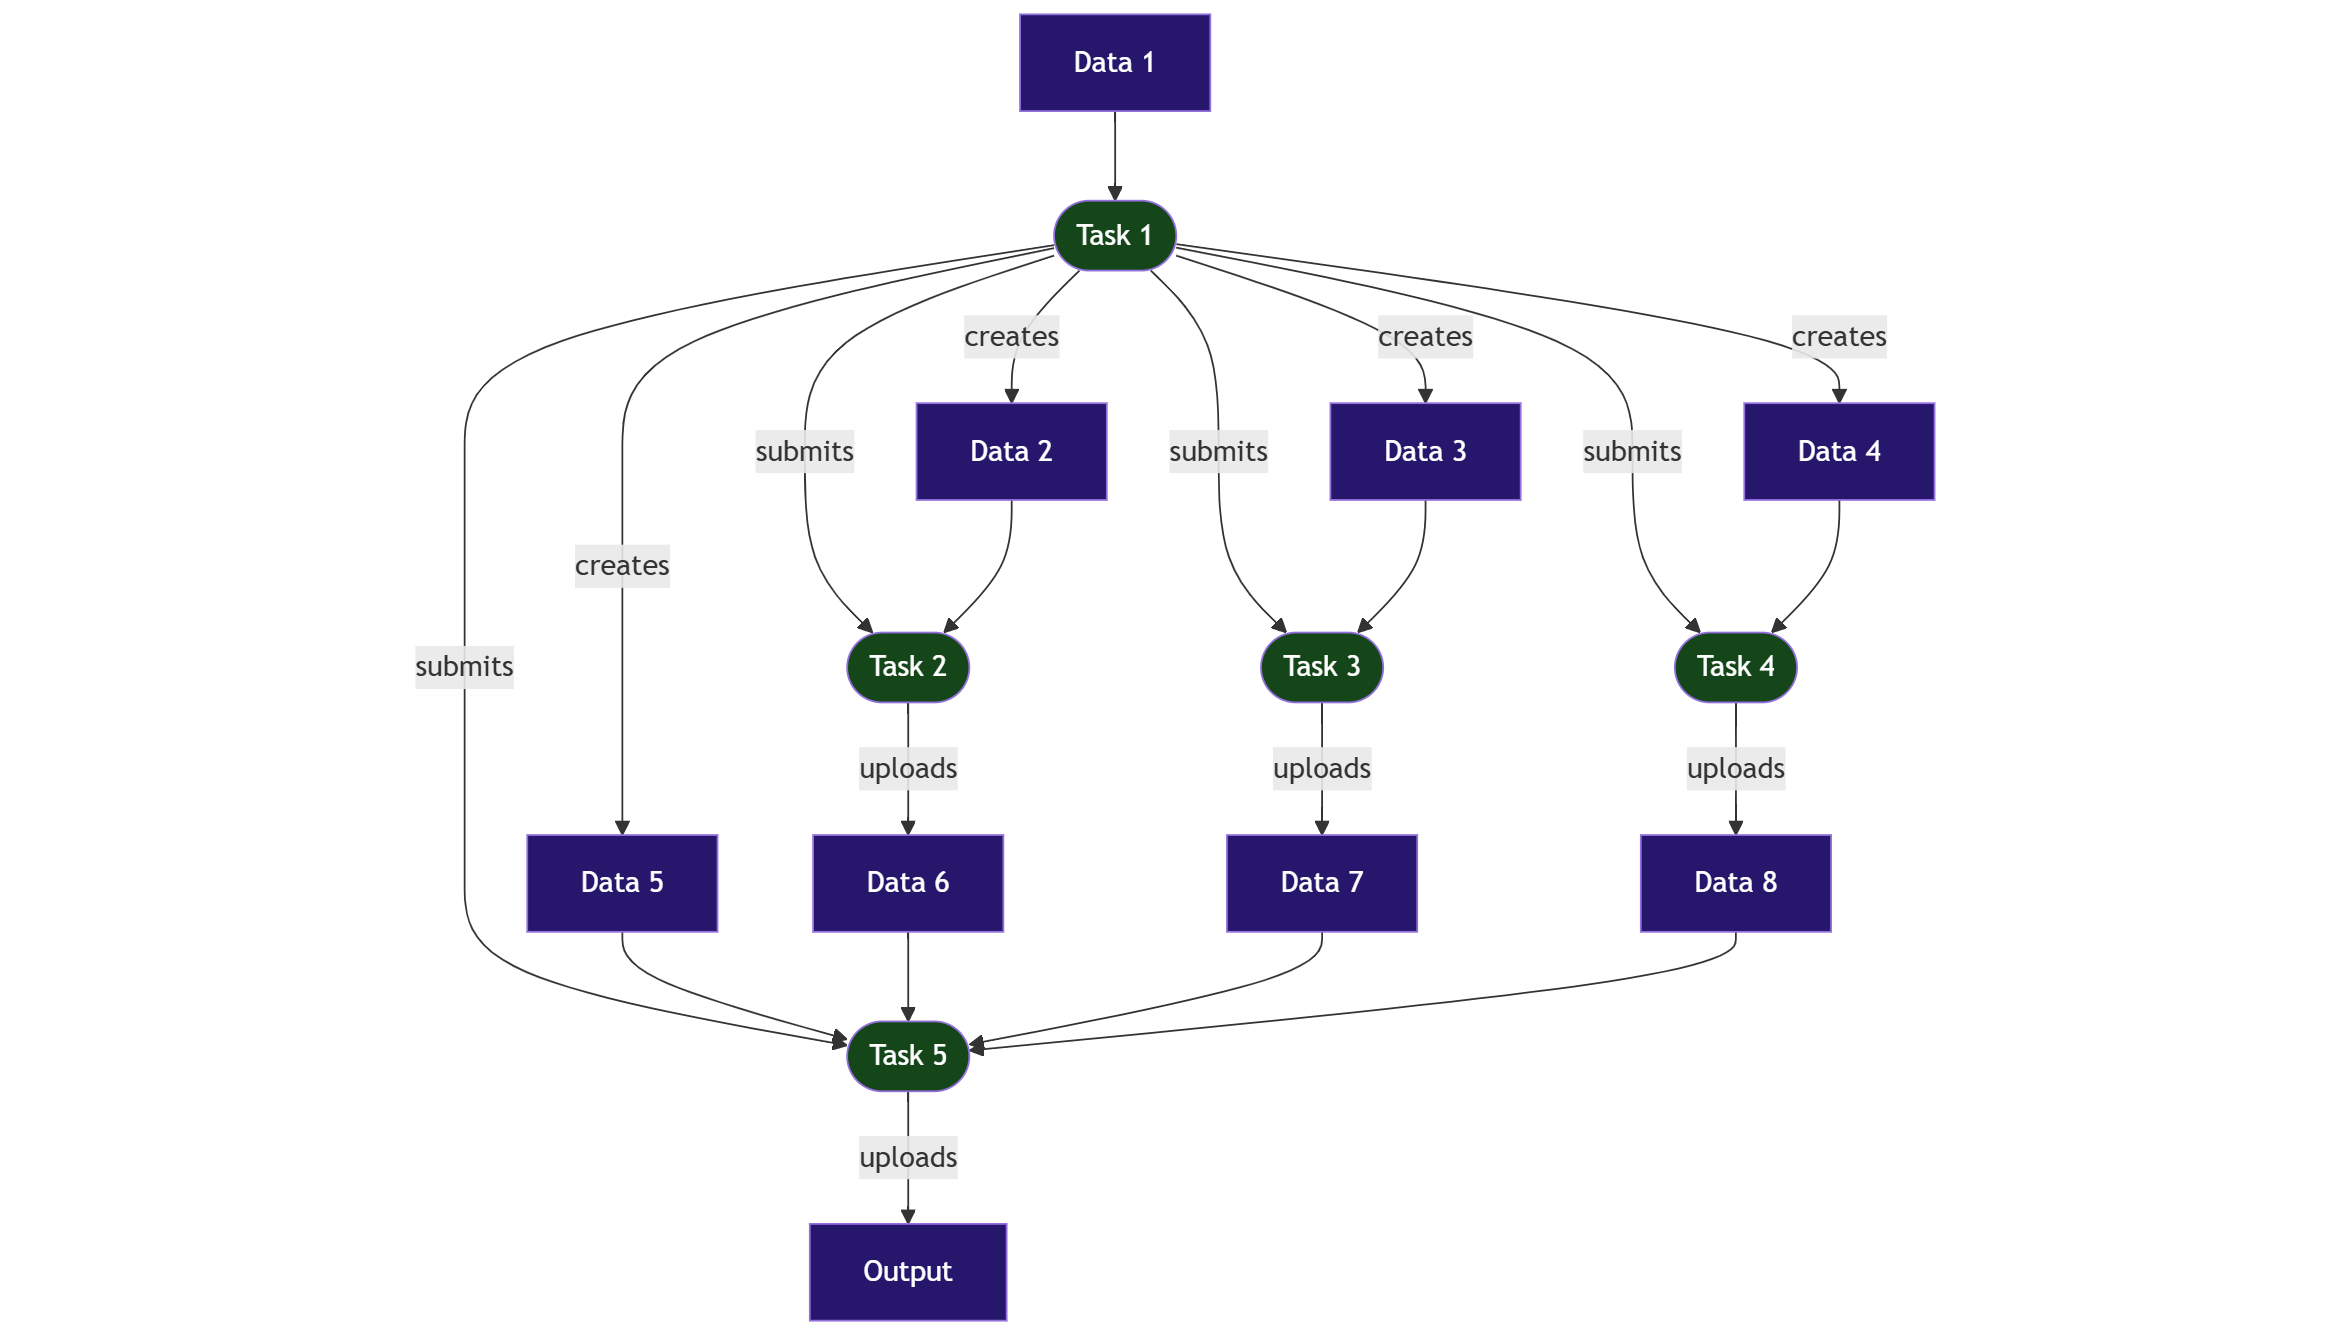 Data 1
Task 1
creates
creates
creates
submits
Data 2
submits
Data 3
submits
Data 4
creates
submits
Task 2
Task 3
Task 4
uploads
uploads
uploads
Data 5
Data 6
Data 7
Data 8
Task 5
uploads
Output